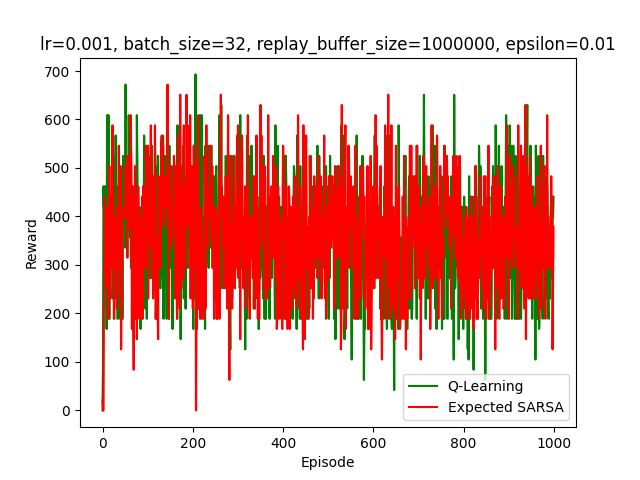 lr=0.001, batch_size=32, replay_buffer_size=1000000, epsilon=0.01
700
600
500
400
300
200
100
0
Reward
0 200 400 600 800 1000
Episode
Q-Learning
Expected SARSA